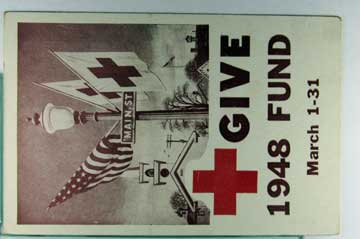 MAIN ST.
GIVE
1948 FUND
March 1-31